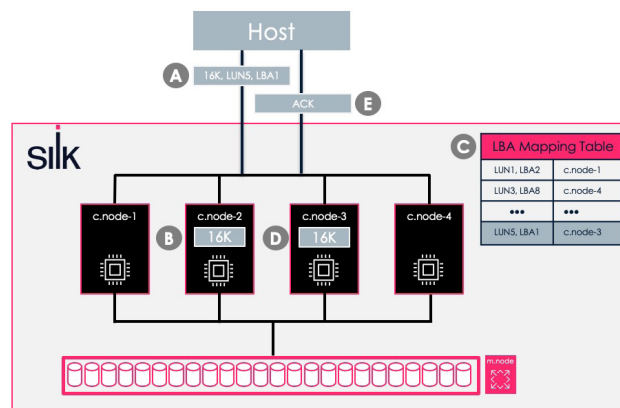 Host
A
16K, LUN5, LBA1
ACK
E
Silk
C
LBA Mapping Table
LUN1, LBA2 c.node-1
LUN3, LBA8 c.node-4
••• •••
LUN5, LBA1 c.node-3
c.node-1
c.node-2
c.node-3
c.node-4
B
16K
D
16K
m.node